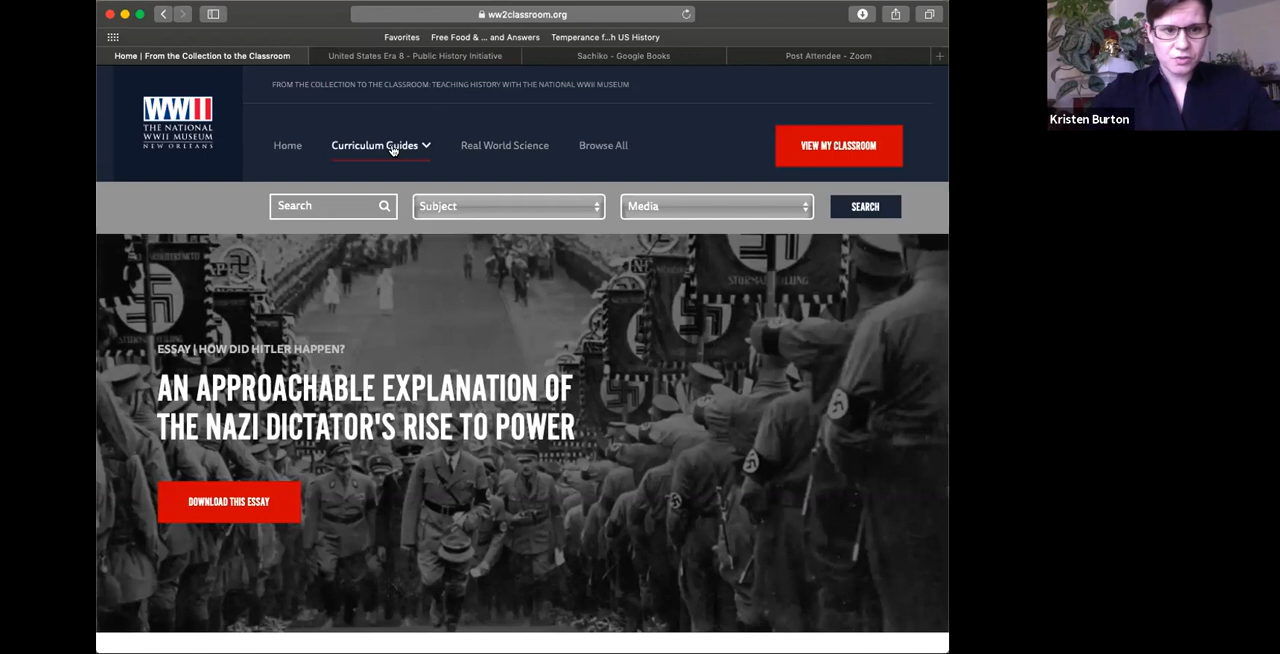 ww2classroom.org
Favorites Free Food & ... and Answers Temperance f...h US History
Home | From the Collection to the Classroom United States Era 8 - Public History Initiative Sachiko - Google Books Post Attendee - Zoom
Kristen Burton
FROM THE COLLECTION TO THE CLASSROOM: TEACHING HISTORY WITH THE NATIONAL WWII MUSEUM
WWII
THE NATIONAL
WWII MUSEUM
NEW ORLEANS
Home Curriculum Guides Real World Science Browse All VIEW MY CLASSROOM
Search Subject Media SEARCH
STURMABTEILUNG
ESSAY | HOW DID HITLER HAPPEN?
AN APPROACHABLE EXPLANATION OF
THE NAZI DICTATOR'S RISE TO POWER
DOWNLOAD THIS ESSAY